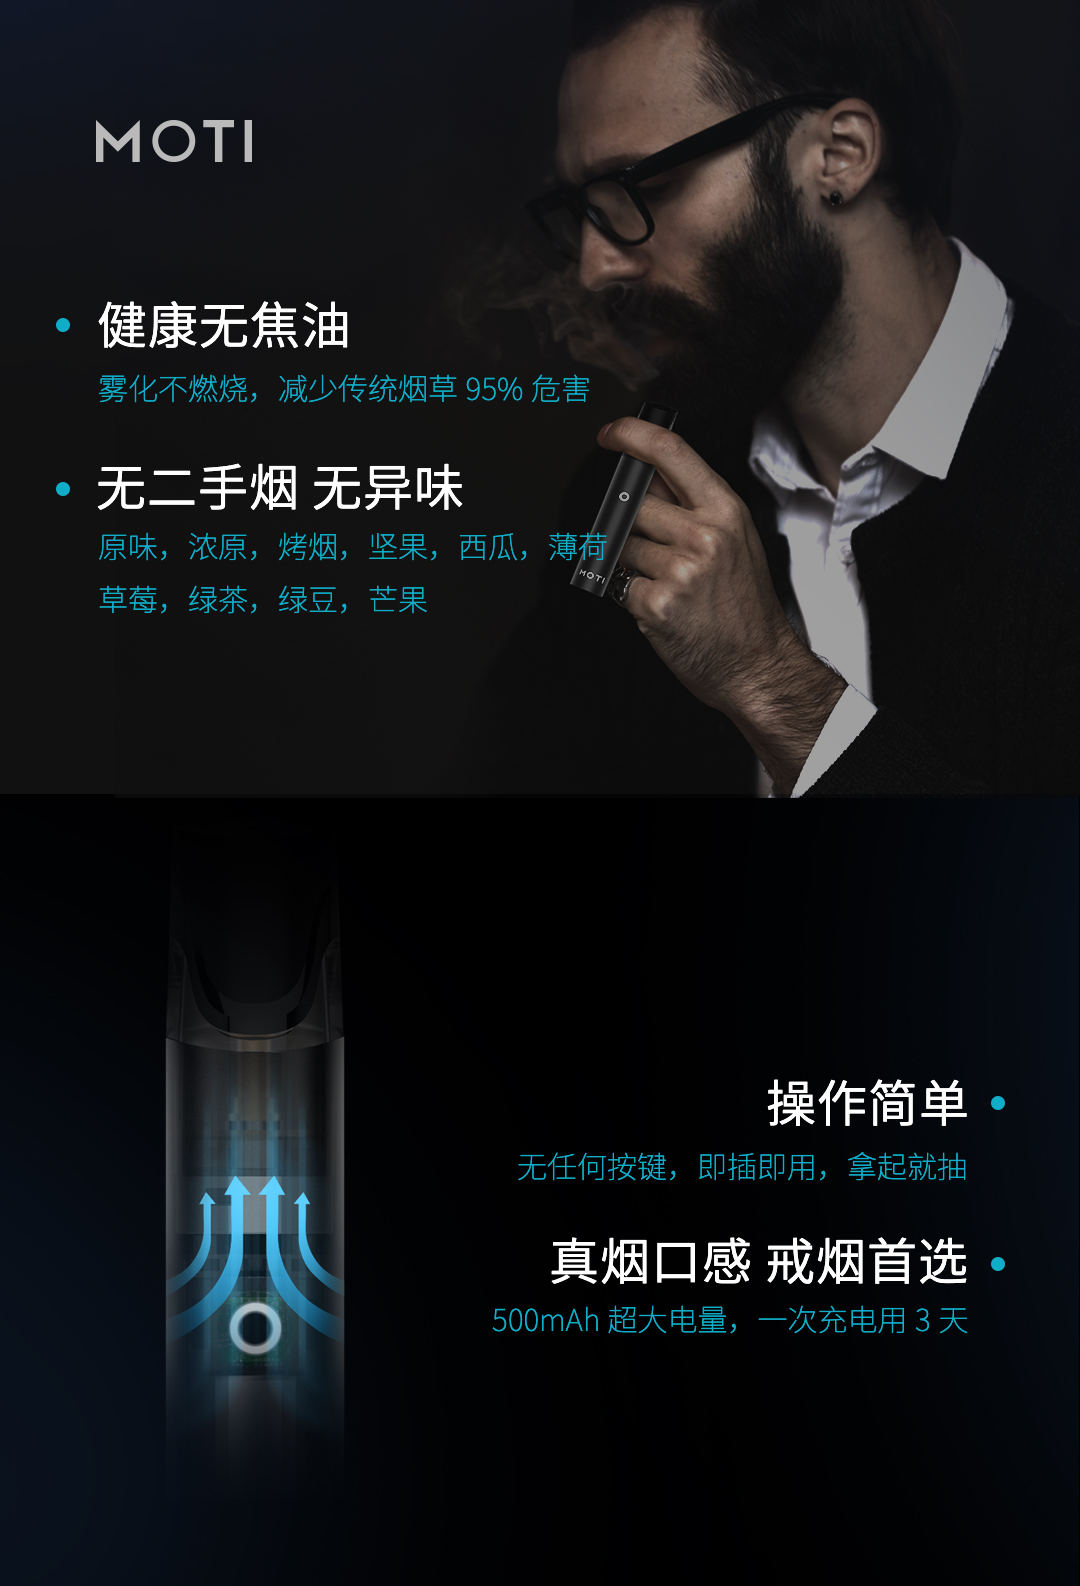 MOTI
健康无焦油
雾化不燃烧，减少传统烟草 95% 危害
无二手烟 无异味
原味，浓原，烤烟，坚果，西瓜，薄荷
草莓，绿茶，绿豆，芒果
MOTI
操作简单
无任何按键，即插即用，拿起就抽
真烟口感 戒烟首选
500mAh 超大电量，一次充电用 3 天